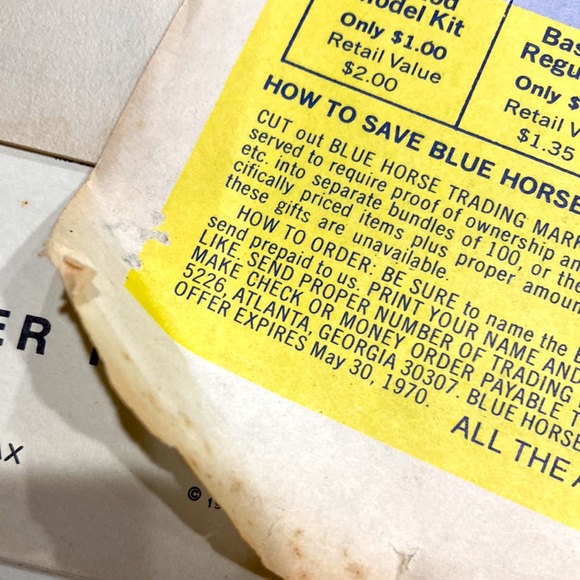 Model Kit
Only $1.00
Retail Value
$2.00
Regu
Only $
Retail V
$1.35
HOW TO SAVE BLUE HORSE
CUT out BLUE HORSE TRADING MARK
served to require proof of ownership an
etc. into separate bundles of 100, or the
cifically priced items plus proper amoun
these gifts are unavailable.
HOW TO ORDER: BE SURE to name the
send prepaid to us. PRINT YOUR NAME AND
LIKE. SEND PROPER NUMBER OF TRADING
MAKE CHECK OR MONEY ORDER PAYABLE T
5226, ATLANTA, GEORGIA 30307. BLUE HORSE
OFFER EXPIRES May 30, 1970.
ALL THE
ER
AX
© 19